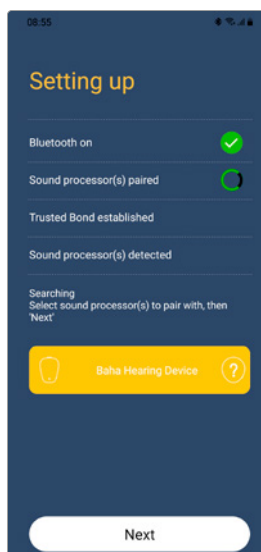 08:55
Setting up
Bluetooth on
Sound processor(s) paired
Trusted Bond established
Sound processor(s) detected
Searching
Select sound processor(s) to pair with, then
'Next'
Baha Hearing Device ?
Next